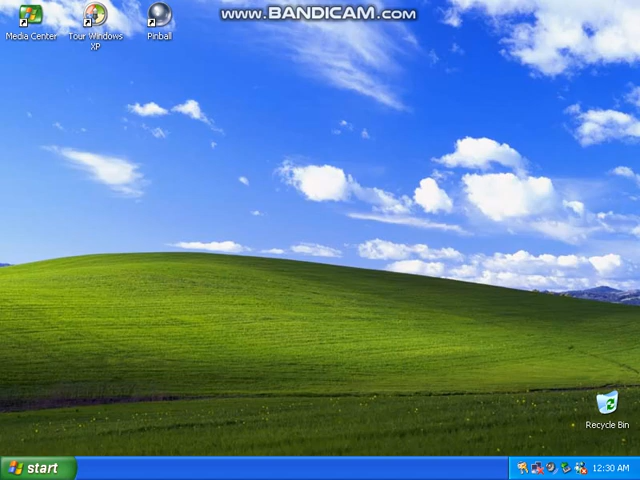 www.BANDICAM.com
Media Center
Tour Windows
XP
Pinball
Recycle Bin
start
12:30 AM